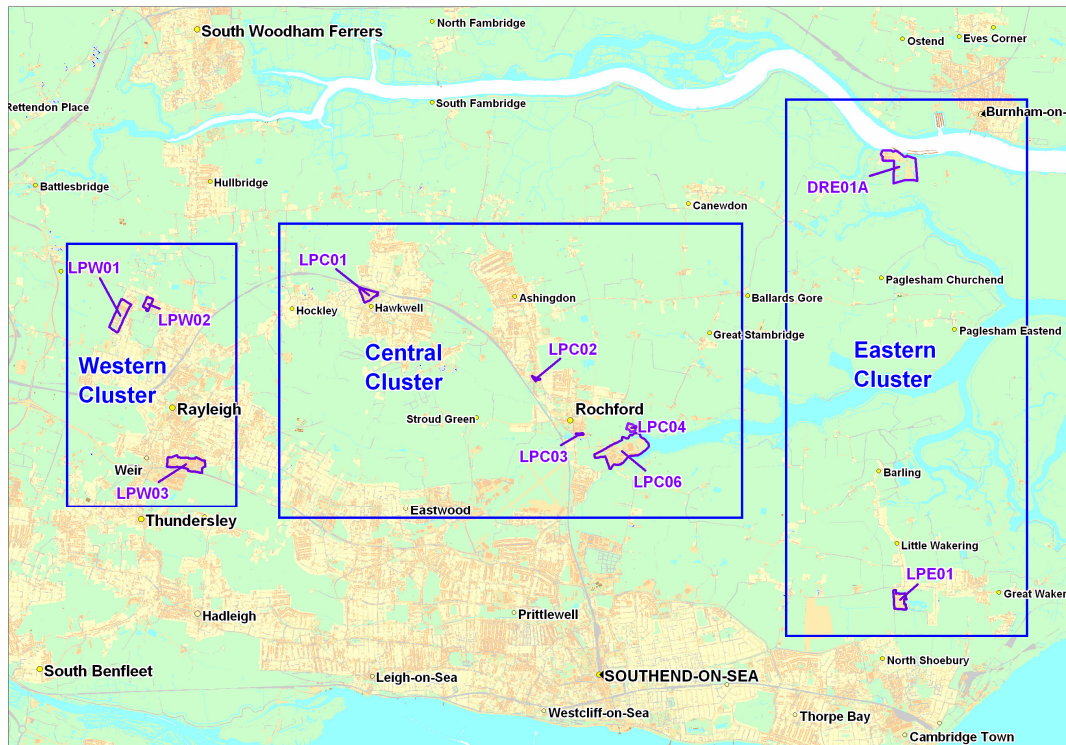 North Fambridge
South Woodham Ferrers
Ostend
Eves Corner
Rettendon Place
South Fambridge
Burnham-on-
Battlesbridge
Hullbridge
DRE01A
Canewdon
LPW01
LPC01
Paglesham Churchend
LPW02
Hockley
Hawkwell
Ashingdon
Ballards Gore
Great Stambridge
Paglesham Eastend
Western
Cluster
Central
Cluster
LPC02
Eastern
Cluster
Rayleigh
Stroud Green
Rochford
LPC04
LPC03
Weir
LPW03
LPC06
Barling
Eastwood
Thundersley
Little Wakering
LPE01
Great Waker
Hadleigh
Prittlewell
South Benfleet
Leigh-on-Sea
SOUTHEND-ON-SEA
North Shoebury
Westcliff-on-Sea
Thorpe Bay
Cambridge Town